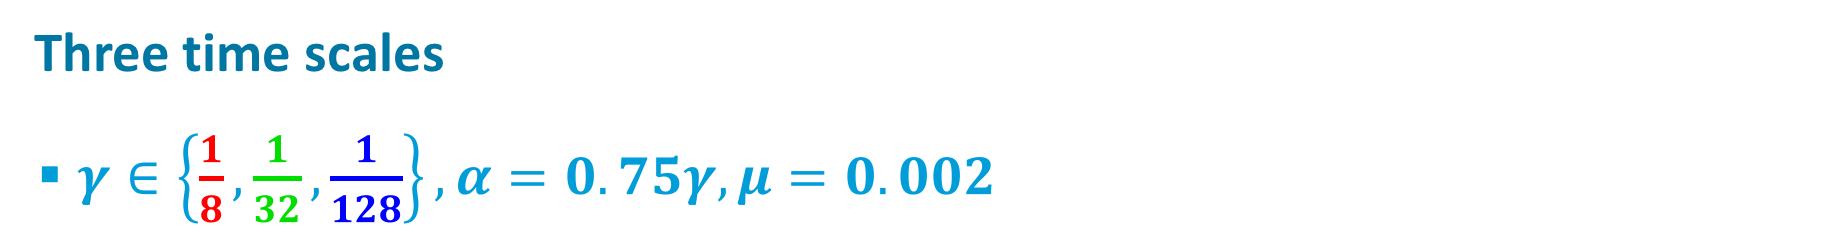 Three time scales
▪ γ ∈ {1/8, 1/32, 1/128}, α = 0.75γ, μ = 0.002